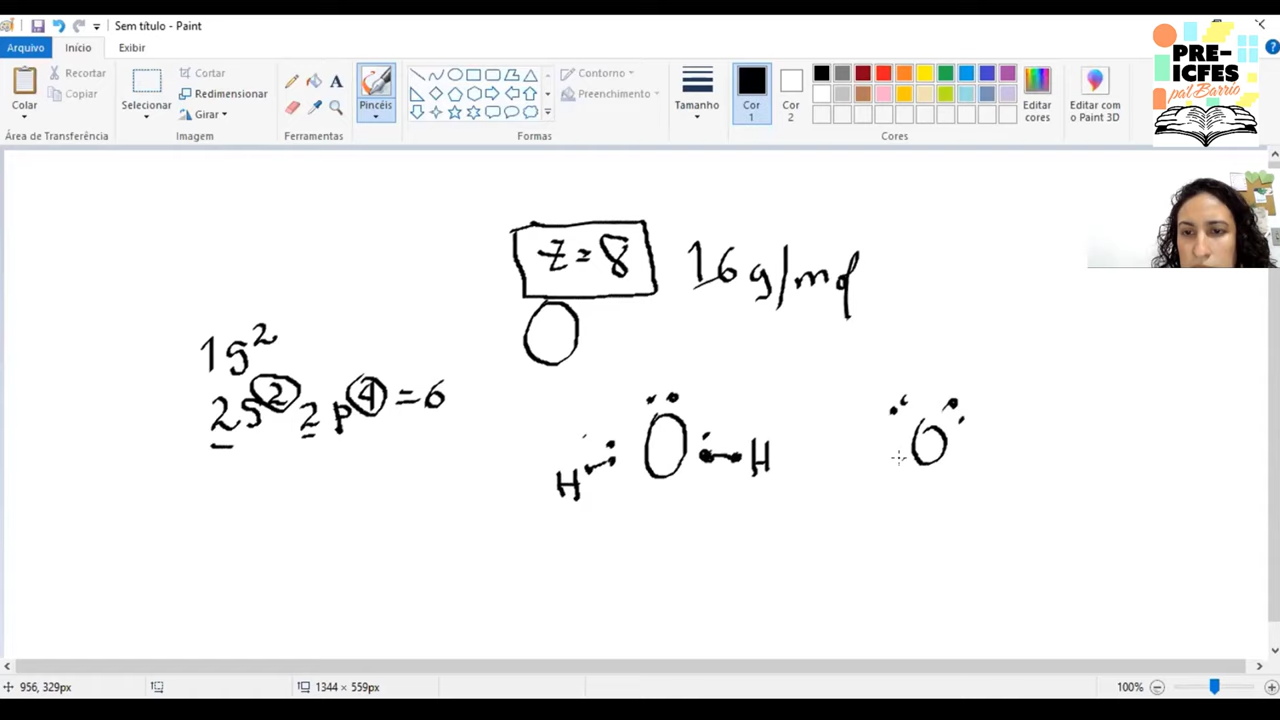 Sem título - Paint
Arquivo
Início
Exibir
Colar
Recortar
Copiar
Área de Transferência
Selecionar
Cortar
Redimensionar
Girar
Imagem
A
Ferramentas
Pincéis
Contorno
Preenchimento
Formas
Tamanho
Cor
1
Cor
2
Editar
cores
Cores
Editar com
o Paint 3D
PRE-
ICFES
pal Barrio
z = 8
16 g/mol
O
1s²
2s² 2p⁴ = 6
H O H
O
956, 329px
1344 × 559px
100%